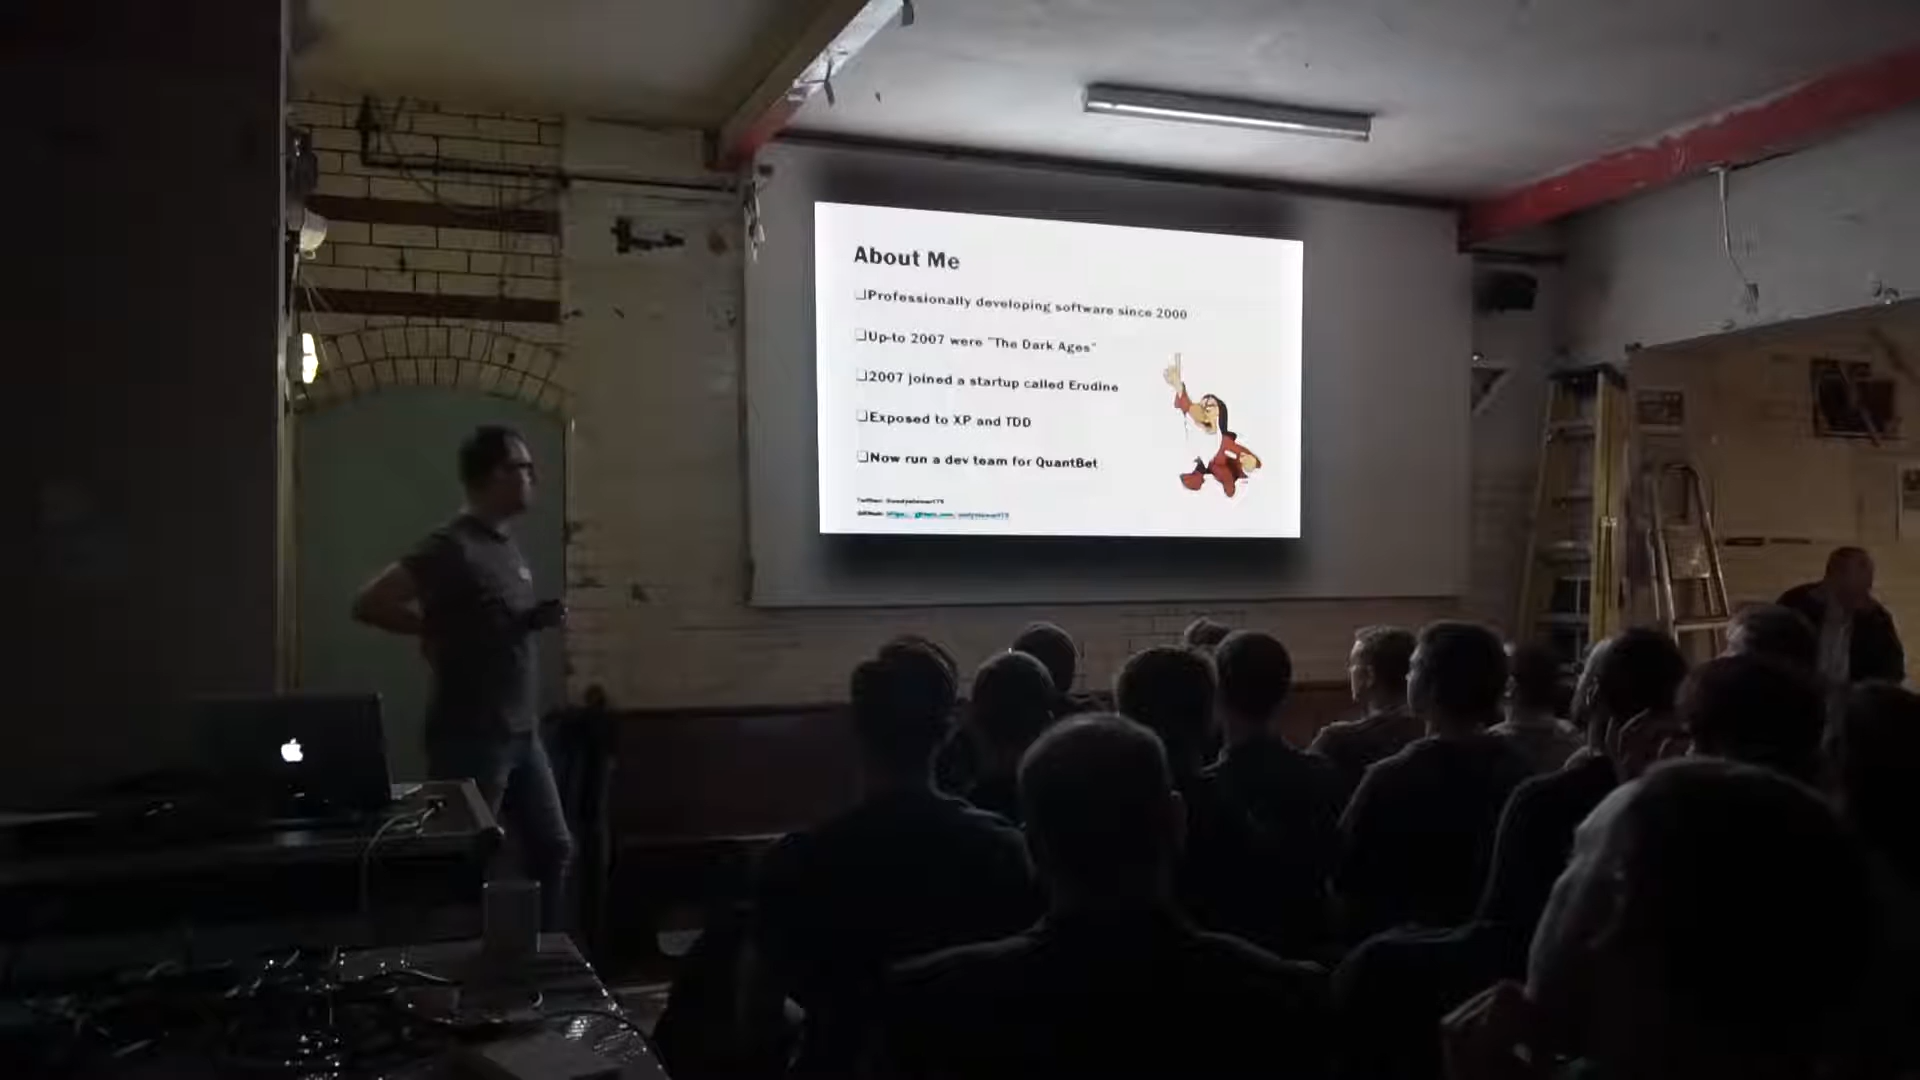 About Me
Professionally developing software since 2000
Up-to 2007 were "The Dark Ages"
2007 joined a startup called Erudine
Exposed to XP and TDD
Now run a dev team for QuantBet
Twitter: